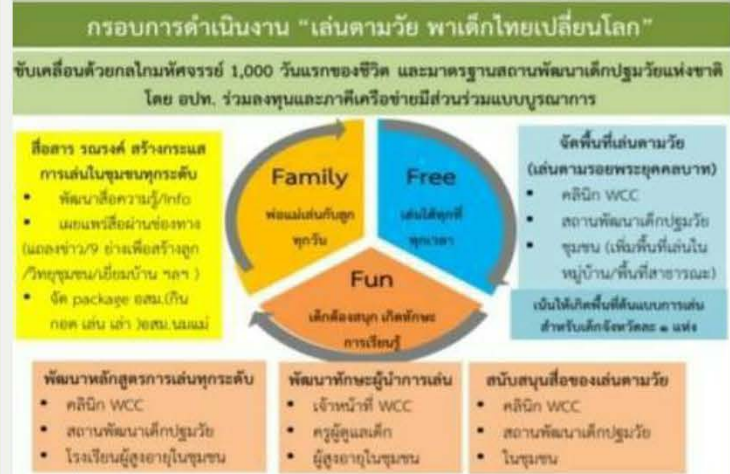 กรอบการดำเนินงาน “เล่นตามวัย พาเด็กไทยเปลี่ยนโลก”
ขับเคลื่อนด้วยกลไกมหัศจรรย์ 1,000 วันแรกของชีวิต และมาตรฐานสถานพัฒนาเด็กปฐมวัยแห่งชาติ
โดย อปท. ร่วมลงทุนและภาคีเครือข่ายมีส่วนร่วมแบบบูรณาการ
สื่อสาร รณรงค์ สร้างกระแส
การเล่นในชุมชนทุกระดับ
• พัฒนาสื่อความรู้/Info
• เผยแพร่สื่อผ่านช่องทาง
(แถลงข่าว/9 ย่างเพื่อสร้างลูก
/วิทยุชุมชน/เยี่ยมบ้าน ฯลฯ )
• จัด package อสม.(กิน
กอด เล่น เล่า )อสม.นมแม่
Family
พ่อแม่เล่นกับลูก
ทุกวัน
Free
เล่นได้ทุกที่
ทุกเวลา
Fun
เด็กต้องสนุก เกิดทักษะ
การเรียนรู้
จัดพื้นที่เล่นตามวัย
(เล่นตามรอยพระยุคลบาท)
• คลินิก WCC
• สถานพัฒนาเด็กปฐมวัย
• ชุมชน (เพิ่มพื้นที่เล่นใน
หมู่บ้าน/พื้นที่สาธารณะ)
เน้นให้เกิดพื้นที่ต้นแบบการเล่น
สำหรับเด็กจังหวัดละ ๑ แห่ง
พัฒนาหลักสูตรการเล่นทุกระดับ
• คลินิก WCC
• สถานพัฒนาเด็กปฐมวัย
• โรงเรียนผู้สูงอายุในชุมชน
พัฒนาทักษะผู้นำการเล่น
• เจ้าหน้าที่ WCC
• ครูผู้ดูแลเด็ก
• ผู้สูงอายุในชุมชน
สนับสนุนสื่อของเล่นตามวัย
• คลินิก WCC
• สถานพัฒนาเด็กปฐมวัย
• ในชุมชน